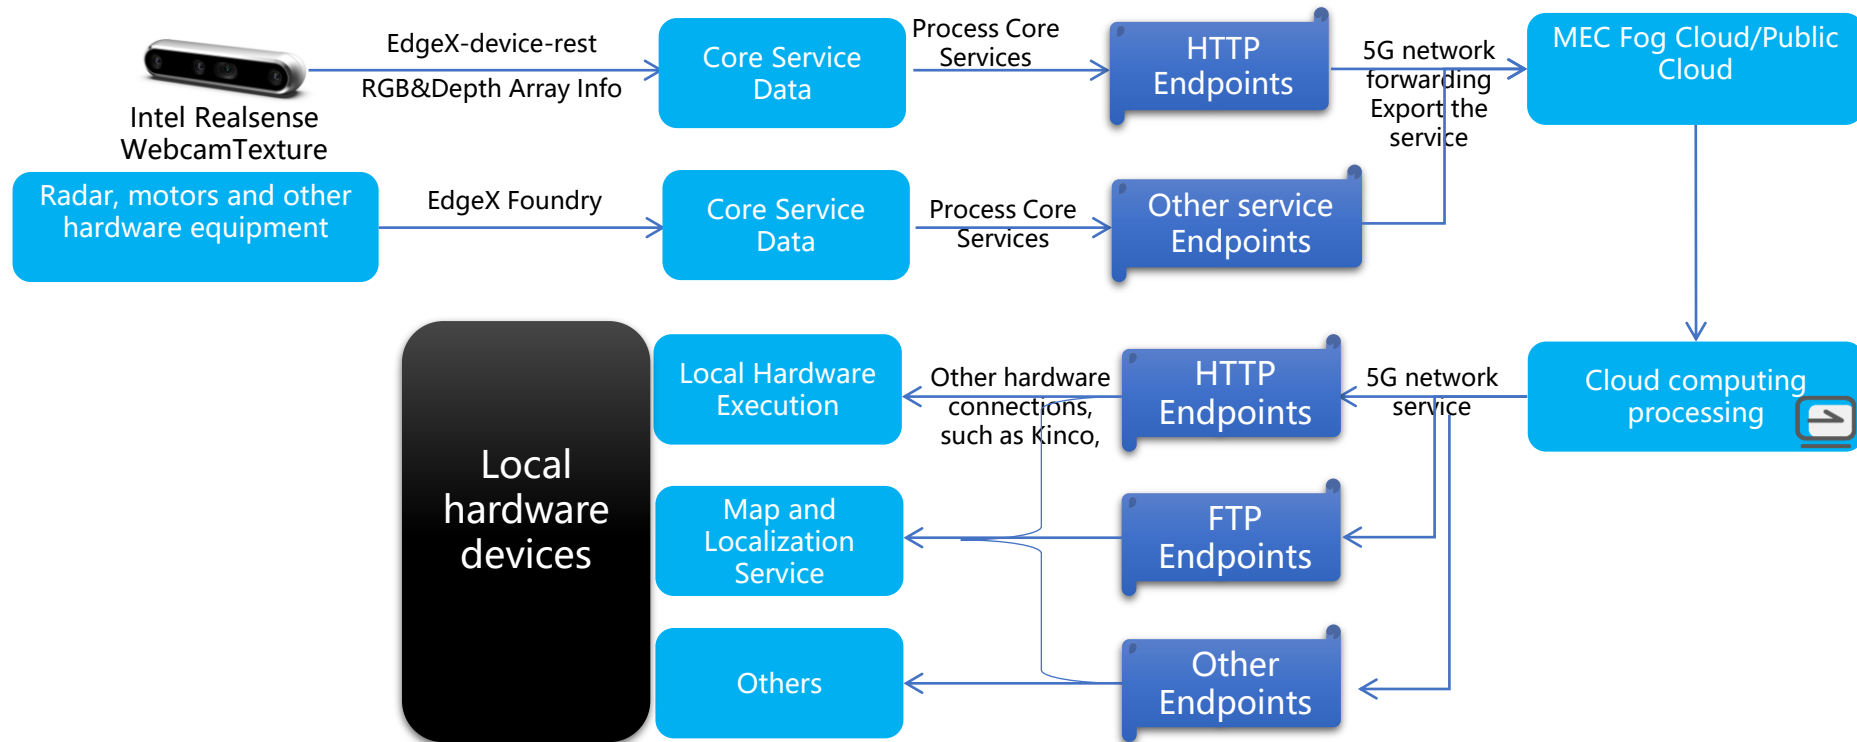 EdgeX-device-rest
RGB&Depth Array Info
Intel Realsense
WebcamTexture
Core Service
Data
Process Core
Services
HTTP
Endpoints
5G network
forwarding
Export the
service
MEC Fog Cloud/Public
Cloud
Radar, motors and other
hardware equipment
EdgeX Foundry
Core Service
Data
Process Core
Services
Other service
Endpoints
Local
hardware
devices
Local Hardware
Execution
Other hardware
connections,
such as Kinco,
HTTP
Endpoints
5G network
service
Cloud computing
processing
Map and
Localization
Service
FTP
Endpoints
Others
Other
Endpoints